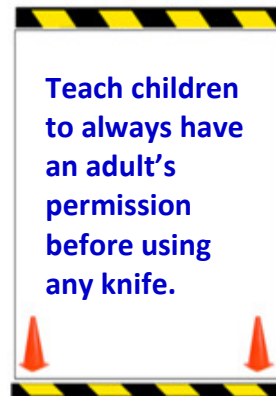 Teach children
to always have
an adult’s
permission
before using
any knife.